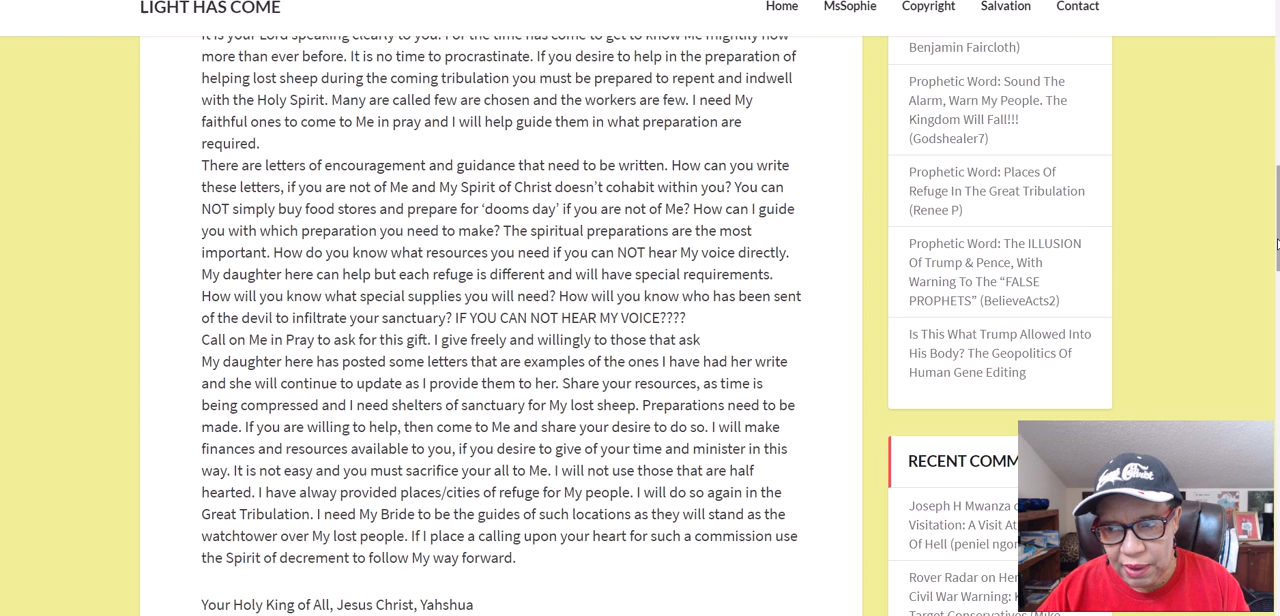 LIGHT HAS COME
Home
MsSophie
Copyright
Salvation
Contact
It is your Lord speaking clearly to you. For the time has come to get to know Me mightily now
more than ever before. It is no time to procrastinate. If you desire to help in the preparation of
helping lost sheep during the coming tribulation you must be prepared to repent and indwell
with the Holy Spirit. Many are called few are chosen and the workers are few. I need My
faithful ones to come to Me in pray and I will help guide them in what preparation are
required.
There are letters of encouragement and guidance that need to be written. How can you write
these letters, if you are not of Me and My Spirit of Christ doesn’t cohabit within you? You can
NOT simply buy food stores and prepare for ‘dooms day’ if you are not of Me? How can I guide
you with which preparation you need to make? The spiritual preparations are the most
important. How do you know what resources you need if you can NOT hear My voice directly.
My daughter here can help but each refuge is different and will have special requirements.
How will you know what special supplies you will need? How will you know who has been sent
of the devil to infiltrate your sanctuary? IF YOU CAN NOT HEAR MY VOICE????
Call on Me in Pray to ask for this gift. I give freely and willingly to those that ask
My daughter here has posted some letters that are examples of the ones I have had her write
and she will continue to update as I provide them to her. Share your resources, as time is
being compressed and I need shelters of sanctuary for My lost sheep. Preparations need to be
made. If you are willing to help, then come to Me and share your desire to do so. I will make
finances and resources available to you, if you desire to give of your time and minister in this
way. It is not easy and you must sacrifice your all to Me. I will not use those that are half
hearted. I have alway provided places/cities of refuge for My people. I will do so again in the
Great Tribulation. I need My Bride to be the guides of such locations as they will stand as the
watchtower over My lost people. If I place a calling upon your heart for such a commission use
the Spirit of decrement to follow My way forward.
Your Holy King of All, Jesus Christ, Yahshua
Benjamin Faircloth)
Prophetic Word: Sound The
Alarm, Warn My People. The
Kingdom Will Fall!!!
(Godshealer7)
Prophetic Word: Places Of
Refuge In The Great Tribulation
(Renee P)
Prophetic Word: The ILLUSION
Of Trump & Pence, With
Warning To The “FALSE
PROPHETS” (BelieveActs2)
Is This What Trump Allowed Into
His Body? The Geopolitics Of
Human Gene Editing
RECENT COMM
Joseph H Mwanza
Visitation: A Visit At
Of Hell (peniel ngon
Rover Radar on Her
Civil War Warning:
Target Conservatives (Mike